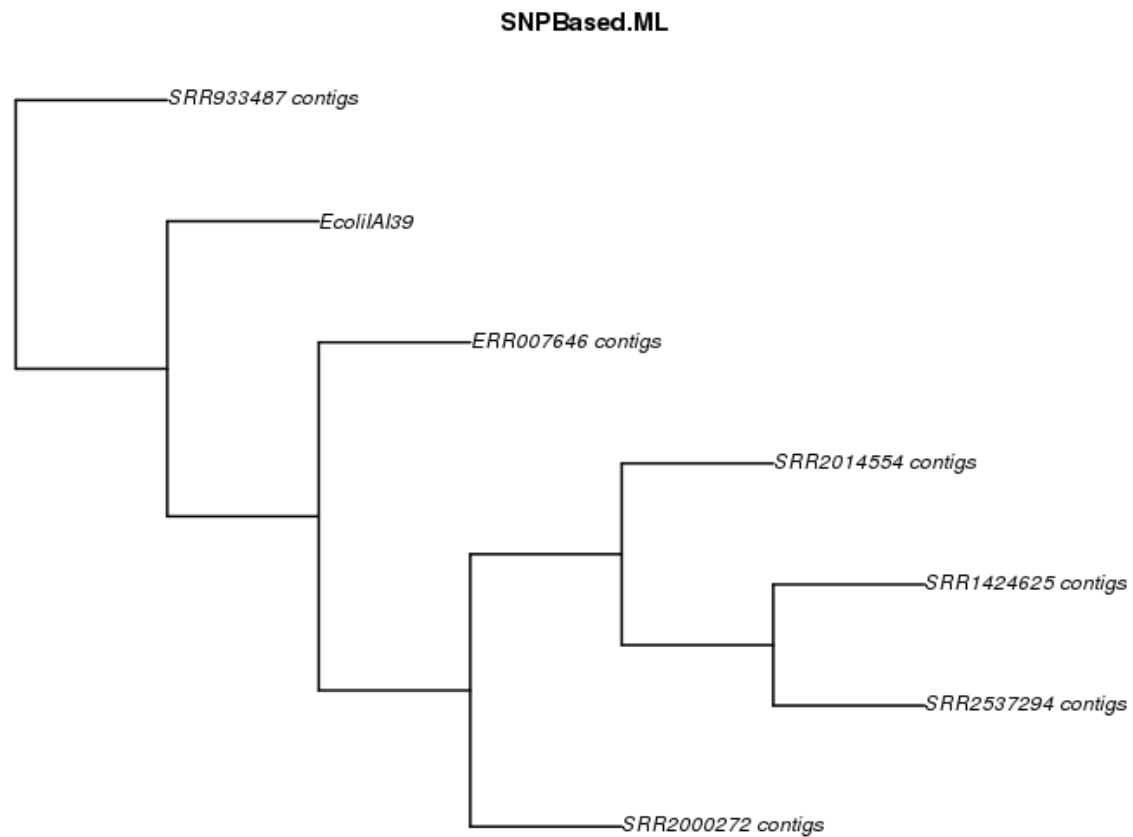 SNPBased.ML
SRR933487 contigs
EcoliIAI39
ERR007646 contigs
SRR2014554 contigs
SRR1424625 contigs
SRR2537294 contigs
SRR2000272 contigs